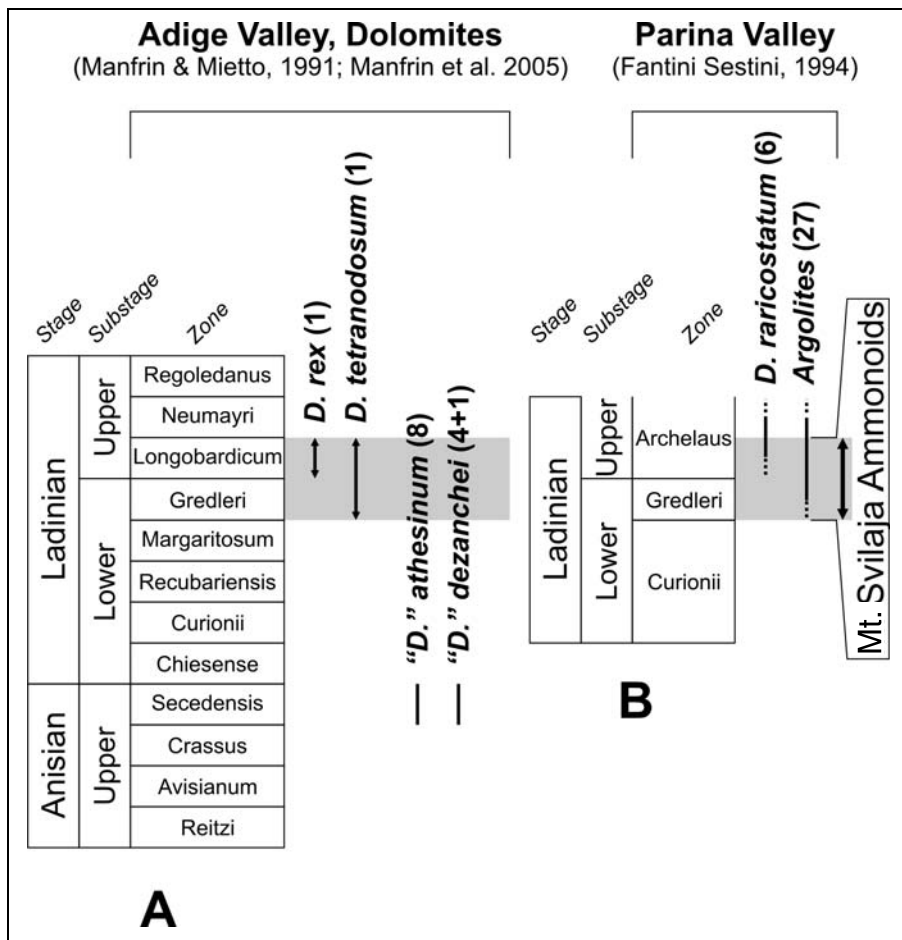 Adige Valley, Dolomites
(Manfrin & Mietto, 1991; Manfrin et al. 2005)
Stage
Substage
Zone
D. rex (1)
D. tetranodosum (1)
"D." athesinum (8)
"D." dezanchei (4+1)
Ladinian
Upper
Regoledanus
Neumayri
Longobardicum
Lower
Gredleri
Margaritosum
Recubariensis
Curionii
Chiesense
Anisian
Upper
Secedensis
Crassus
Avisianum
Reitzi
A
Parina Valley
(Fantini Sestini, 1994)
Stage
Substage
Zone
D. raricostatum (6)
Argolites (27)
Ladinian
Upper
Archelaus
Lower
Gredleri
Curionii
Mt. Svilaja Ammonoids
B